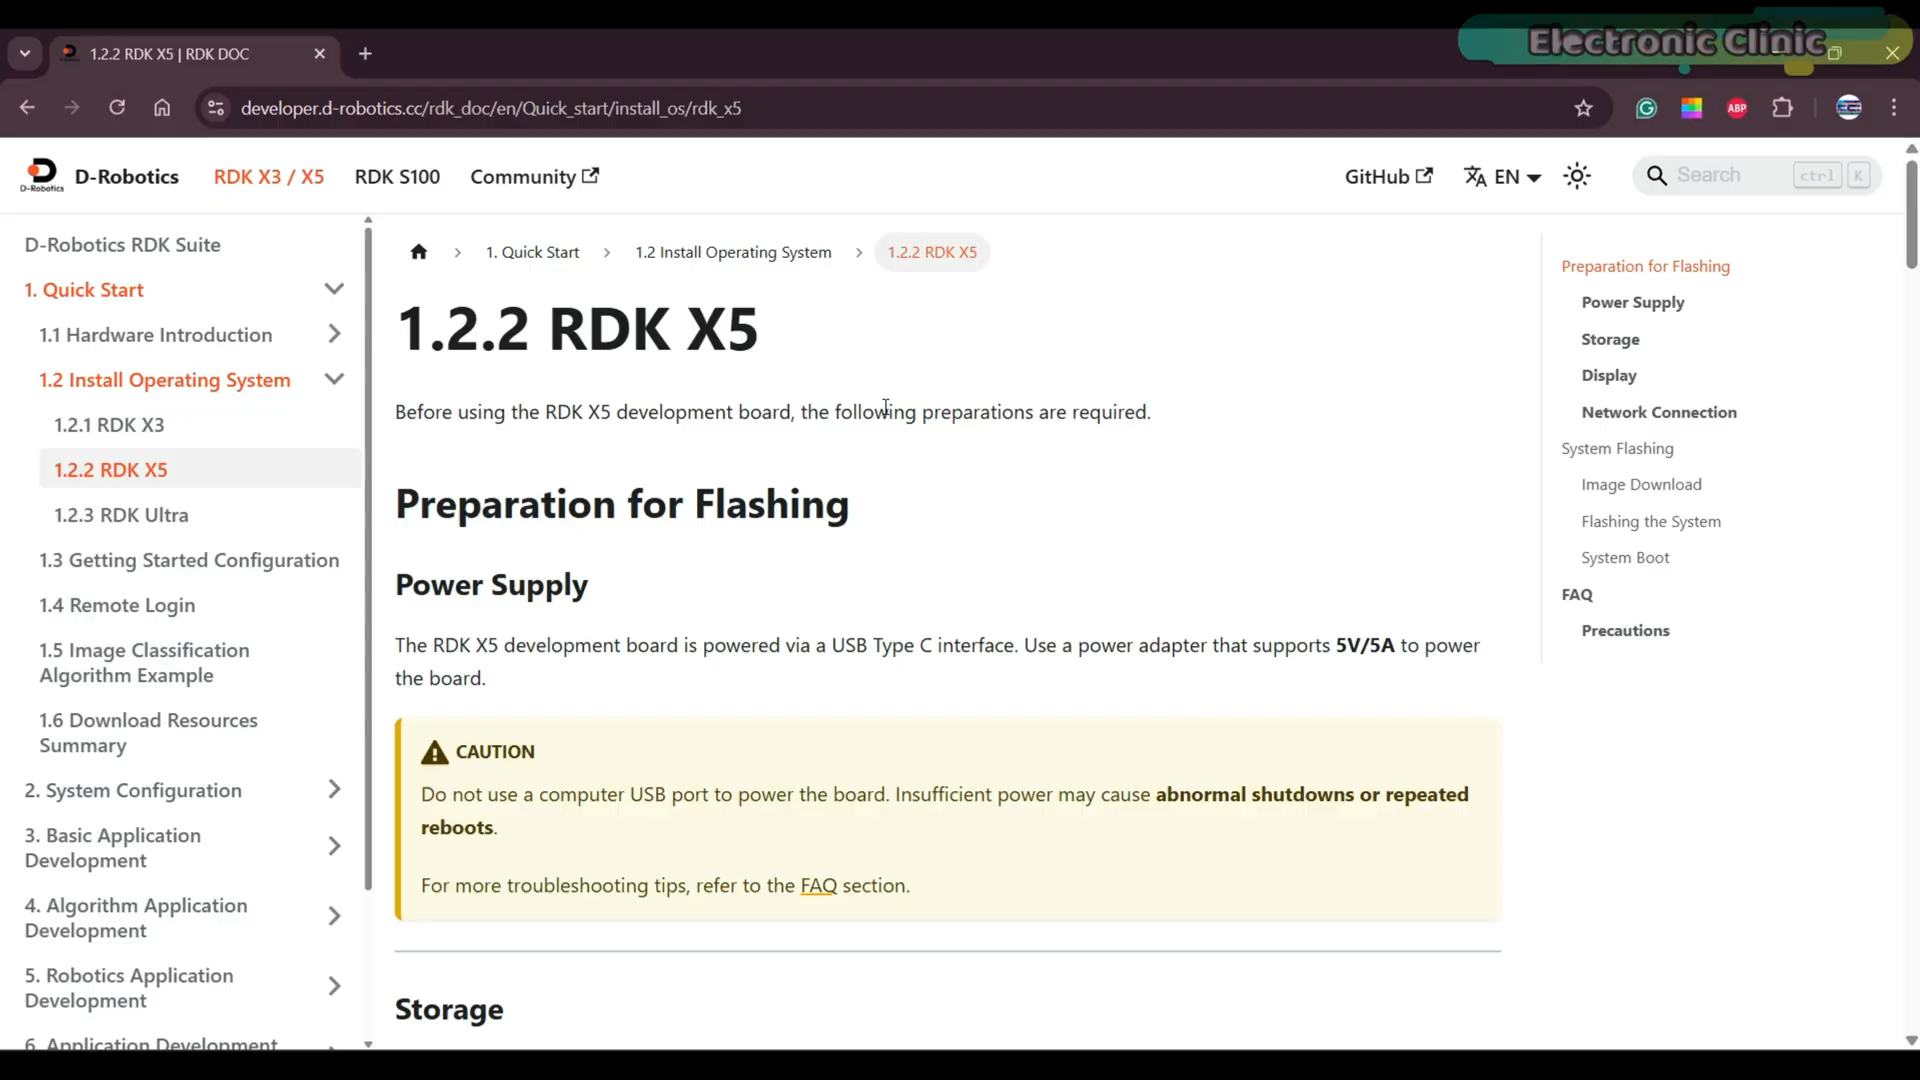 Electronic Clinic
1.2.2 RDK X5 | RDK DOC
developer.d-robotics.cc/rdk_doc/en/Quick_start/install_os/rdk_x5
ABP
D-Robotics
D-Robotics
RDK X3 / X5
RDK S100
Community
GitHub
EN
Search
ctrl
K
D-Robotics RDK Suite
1. Quick Start
1.1 Hardware Introduction
1.2 Install Operating System
1.2.1 RDK X3
1.2.2 RDK X5
1.2.3 RDK Ultra
1.3 Getting Started Configuration
1.4 Remote Login
1.5 Image Classification
Algorithm Example
1.6 Download Resources
Summary
2. System Configuration
3. Basic Application
Development
4. Algorithm Application
Development
5. Robotics Application
Development
6. Application Development
1. Quick Start
1.2 Install Operating System
1.2.2 RDK X5
1.2.2 RDK X5
Before using the RDK X5 development board, the following preparations are required.
Preparation for Flashing
Power Supply
The RDK X5 development board is powered via a USB Type C interface. Use a power adapter that supports 5V/5A to power
the board.
CAUTION
Do not use a computer USB port to power the board. Insufficient power may cause abnormal shutdowns or repeated
reboots.
For more troubleshooting tips, refer to the FAQ section.
Storage
Preparation for Flashing
Power Supply
Storage
Display
Network Connection
System Flashing
Image Download
Flashing the System
System Boot
FAQ
Precautions